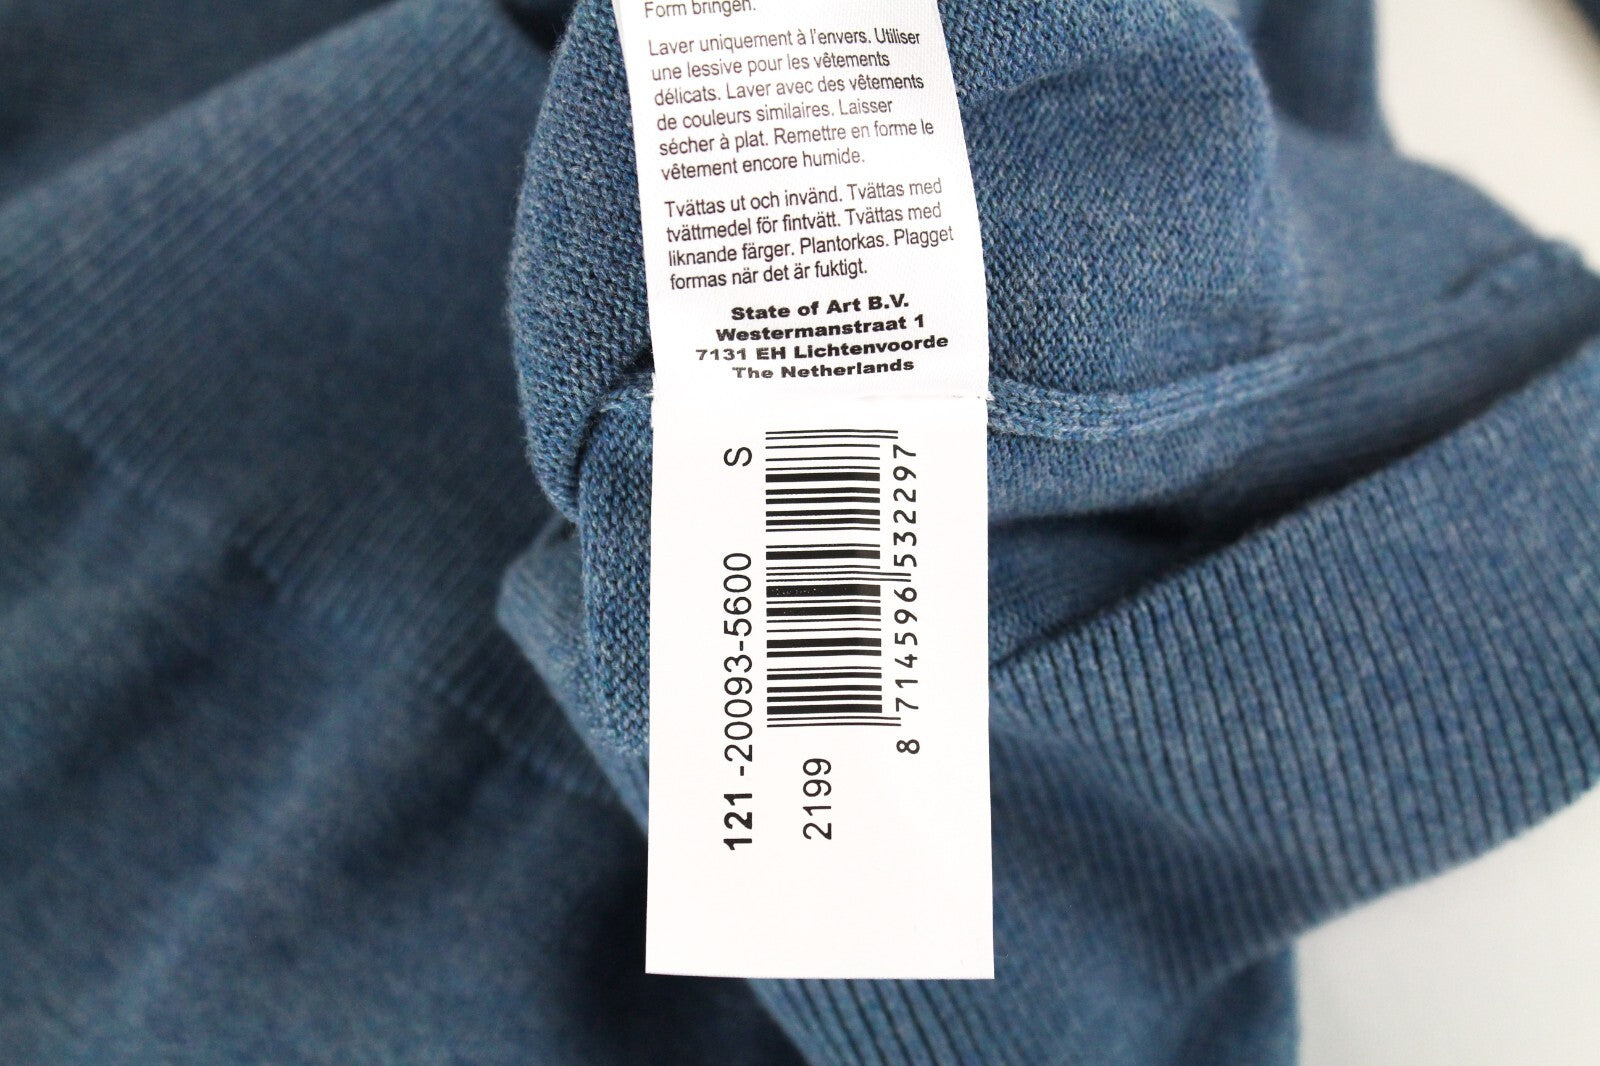 Form bringen.
Laver uniquement à l'envers. Utiliser
une lessive pour les vêtements
délicats. Laver avec des vêtements
de couleurs similaires. Laisser
sécher à plat. Remettre en forme le
vêtement encore humide.
Tvättas ut och invänd. Tvättas med
tvättmedel för fintvätt. Tvättas med
liknande färger. Plantorkas. Plagget
formas när det är fuktigt.
State of Art B.V.
Westermanstraat 1
7131 EH Lichtenvoorde
The Netherlands
121-20093-5600 S
2199
8 714596 532297